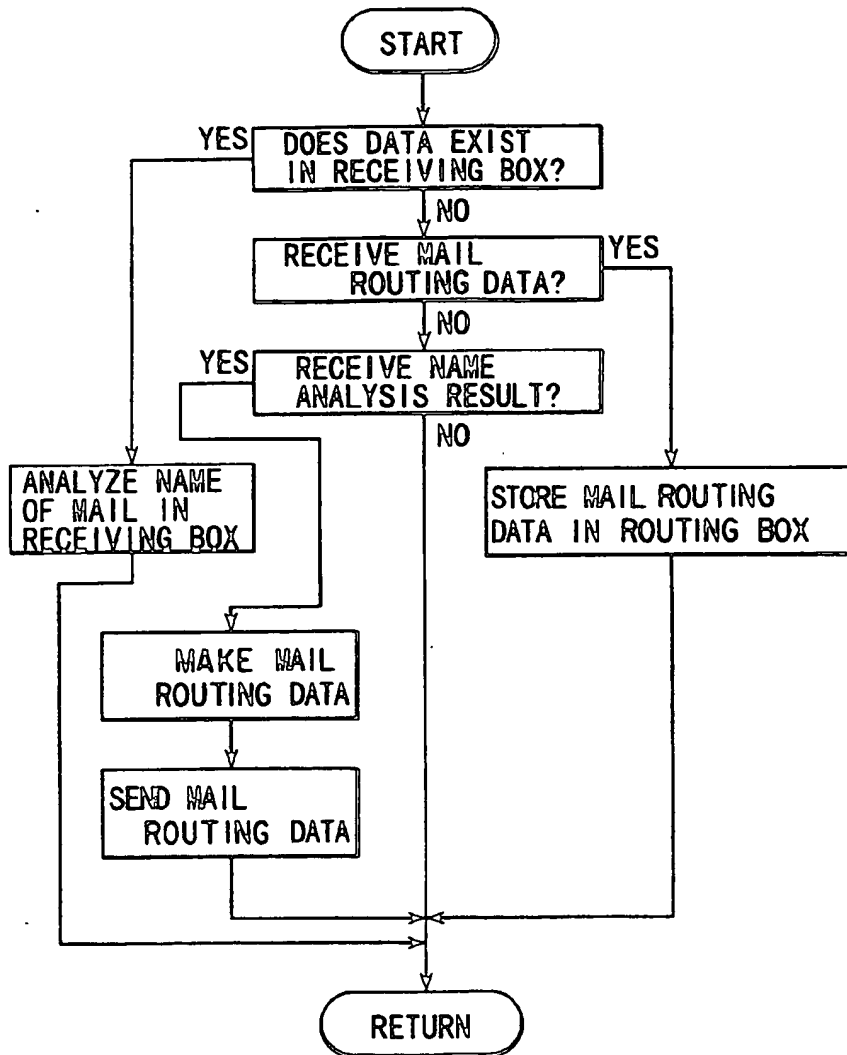 START
YES
DOES DATA EXIST
IN RECEIVING BOX?
NO
RECEIVE MAIL
ROUTING DATA?
YES
NO
YES
RECEIVE NAME
ANALYSIS RESULT?
NO
ANALYZE NAME
OF MAIL IN
RECEIVING BOX
STORE MAIL ROUTING
DATA IN ROUTING BOX
MAKE MAIL
ROUTING DATA
SEND MAIL
ROUTING DATA
RETURN